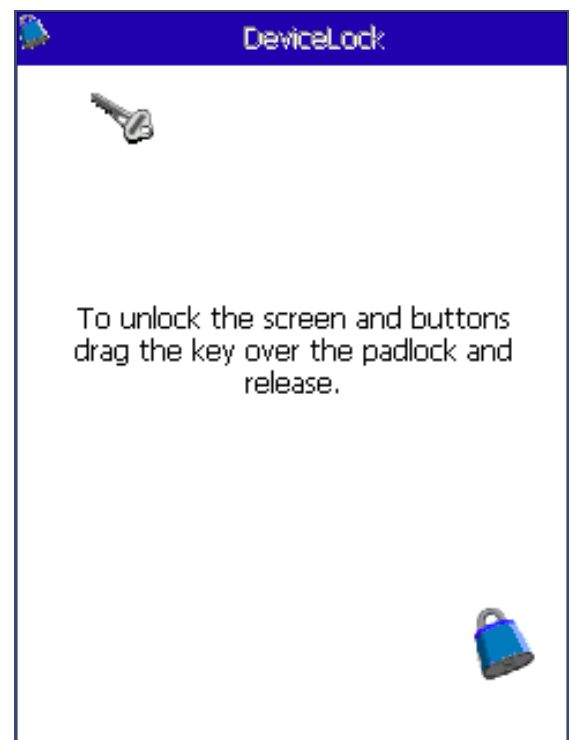 DeviceLock
To unlock the screen and buttons
drag the key over the padlock and
release.